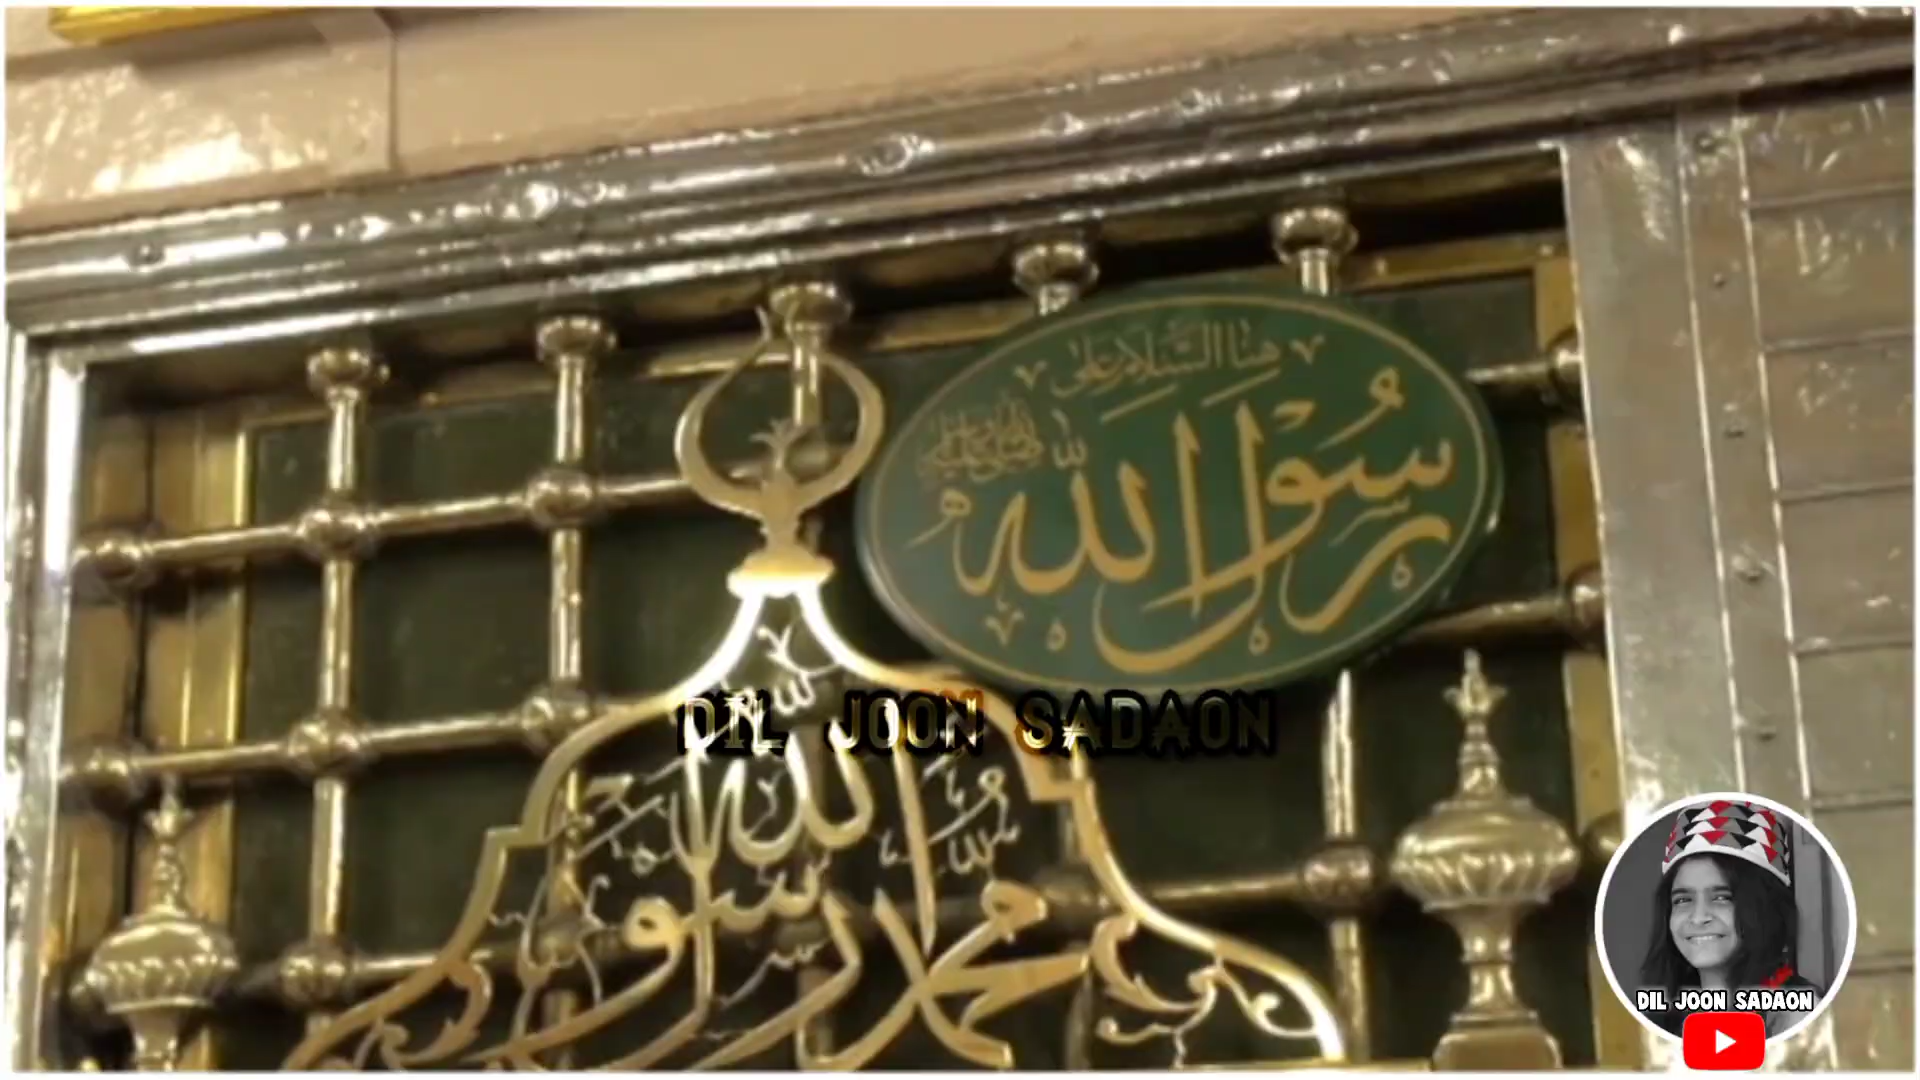 هنا السلام على
رسول الله
صلى الله عليه وسلم
DIL JOON SADAON
الله
محمد رسول
DIL JOON SADAON